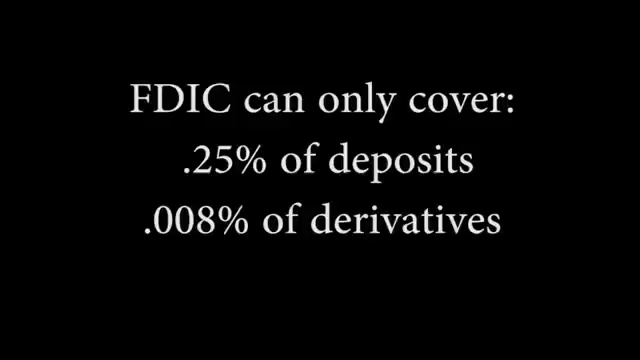 FDIC can only cover:
.25% of deposits
.008% of derivatives